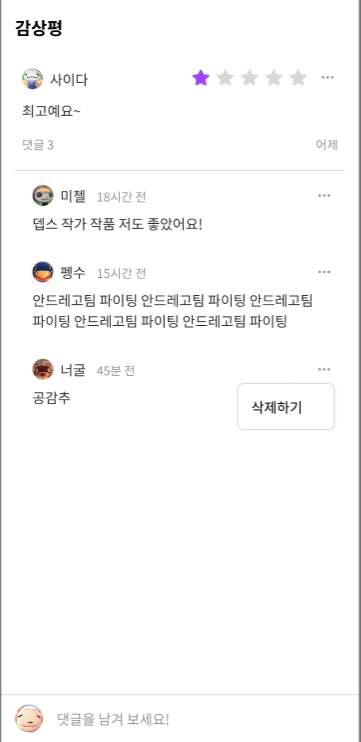 감상평
사이다
최고예요~
댓글 3 어제
미첼 18시간 전
뎁스 작가 작품 저도 좋았어요!
펭수 15시간 전
안드레고팀 파이팅 안드레고팀 파이팅 안드레고팀
파이팅 안드레고팀 파이팅 안드레고팀 파이팅
너굴 45분 전
공감추
삭제하기
댓글을 남겨 보세요!